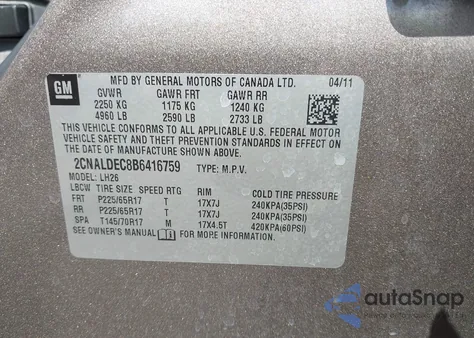 GM
MFD BY GENERAL MOTORS OF CANADA LTD. 04/11
GVWR GAWR FRT GAWR RR
2250 KG 1175 KG 1240 KG
4960 LB 2590 LB 2733 LB
THIS VEHICLE CONFORMS TO ALL APPLICABLE U.S. FEDERAL MOTOR
VEHICLE SAFETY AND THEFT PREVENTION STANDARDS IN EFFECT ON
THE DATE OF MANUFACTURE SHOWN ABOVE.
2CNALDEC8B6416759 TYPE: M.P.V.
MODEL: LH26
LBCW TIRE SIZE SPEED RTG RIM COLD TIRE PRESSURE
FRT P225/65R17 T 17X7J 240KPA(35PSI)
RR P225/65R17 T 17X7J 240KPA(35PSI)
SPA T145/70R17 M 17X4.5T 420KPA(60PSI)
SEE OWNER'S MANUAL FOR MORE INFORMATION.
autoSnap